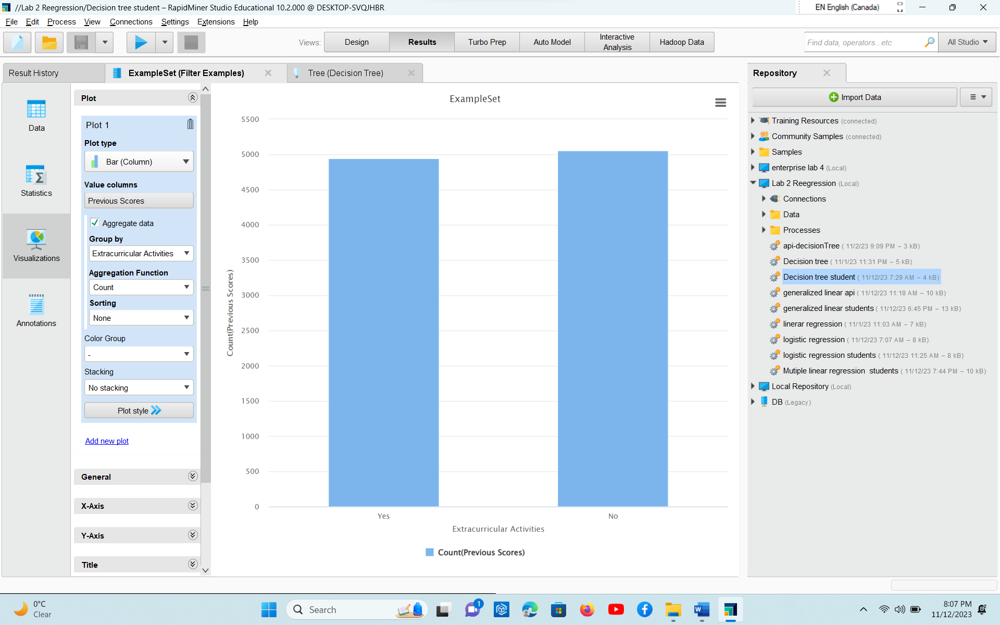 //Lab 2 Reegression/Decision tree student – RapidMiner Studio Educational 10.2.000 @ DESKTOP-SVQJHBR
EN English (Canada)
File Edit Process View Connections Settings Extensions Help
Views: Design Results Turbo Prep Auto Model Interactive Analysis Hadoop Data
Find data, operators...etc
All Studio
Result History
ExampleSet (Filter Examples)
Tree (Decision Tree)
Data
Statistics
Visualizations
Annotations
Plot
Plot 1
Plot type
Bar (Column)
Value columns
Previous Scores
Aggregate data
Group by
Extracurricular Activities
Aggregation Function
Count
Sorting
None
Color Group
-
Stacking
No stacking
Plot style
Add new plot
General
X-Axis
Y-Axis
Title
ExampleSet
5500
5000
4500
4000
3500
3000
2500
2000
1500
1000
500
0
Count(Previous Scores)
Yes
No
Extracurricular Activities
Count(Previous Scores)
Repository
Import Data
Training Resources (connected)
Community Samples (connected)
Samples
enterprise lab 4 (Local)
Lab 2 Reegression (Local)
Connections
Data
Processes
api-decisionTree ( 11/2/23 9:09 PM – 3 kB)
Decision tree ( 11/1/23 11:31 PM – 5 kB)
Decision tree student ( 11/12/23 7:29 AM – 4 kB)
generalized linear api ( 11/12/23 11:18 AM – 10 kB)
generalized linear students ( 11/12/23 6:45 PM – 13 kB)
linerar regression ( 11/1/23 11:03 AM – 7 kB)
logistic regression ( 11/12/23 7:07 AM – 8 kB)
logistic regression students ( 11/12/23 11:25 AM – 8 kB)
Mutiple linear regression  students ( 11/12/23 7:44 PM – 10 kB)
Local Repository (Local)
DB (Legacy)
0°C
Clear
Search
1
8:07 PM
11/12/2023